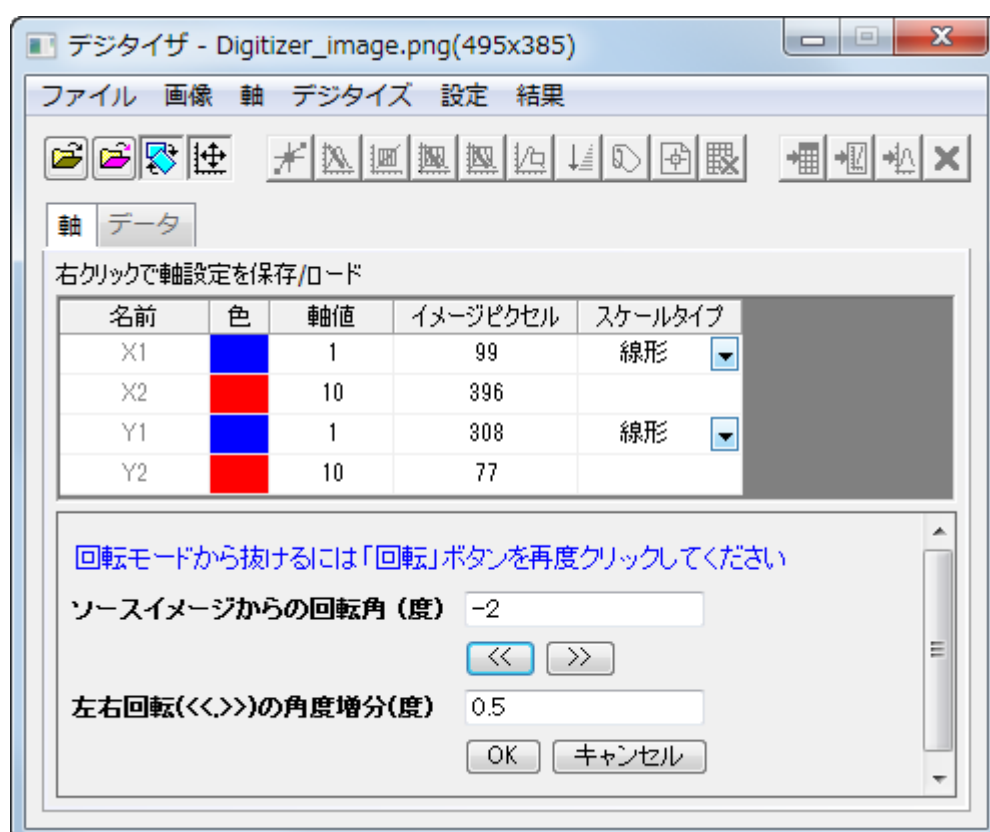 デジタイザ - Digitizer_image.png(495x385)
ファイル 画像 軸 デジタイズ 設定 結果
軸 データ
右クリックで軸設定を保存/ロード
名前 色 軸値 イメージピクセル スケールタイプ
X1 1 99 線形
X2 10 396
Y1 1 308 線形
Y2 10 77
回転モードから抜けるには「回転」ボタンを再度クリックしてください
ソースイメージからの回転角 (度) -2
<< >>
左右回転(<<,>>)の角度増分(度) 0.5
OK キャンセル